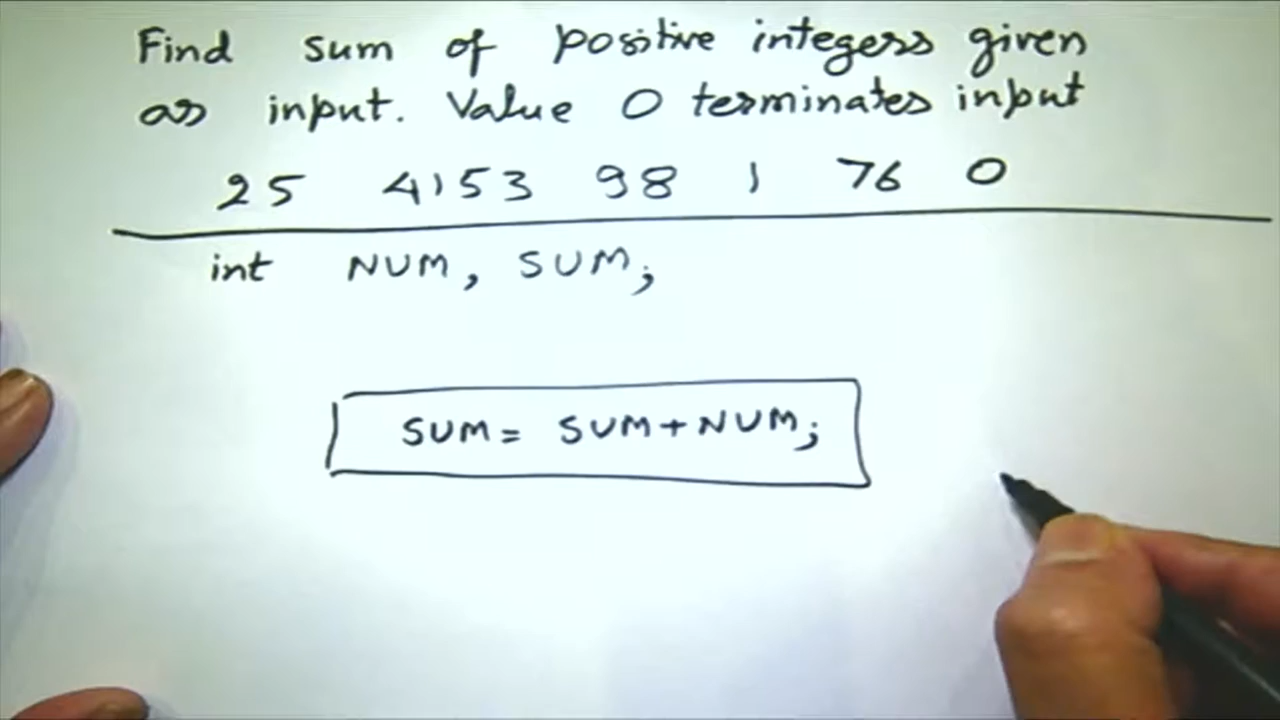 Find sum of positive integers given
as input. Value 0 terminates input
25 4153 98 1 76 0
int NUM, SUM;
SUM= SUM+NUM;